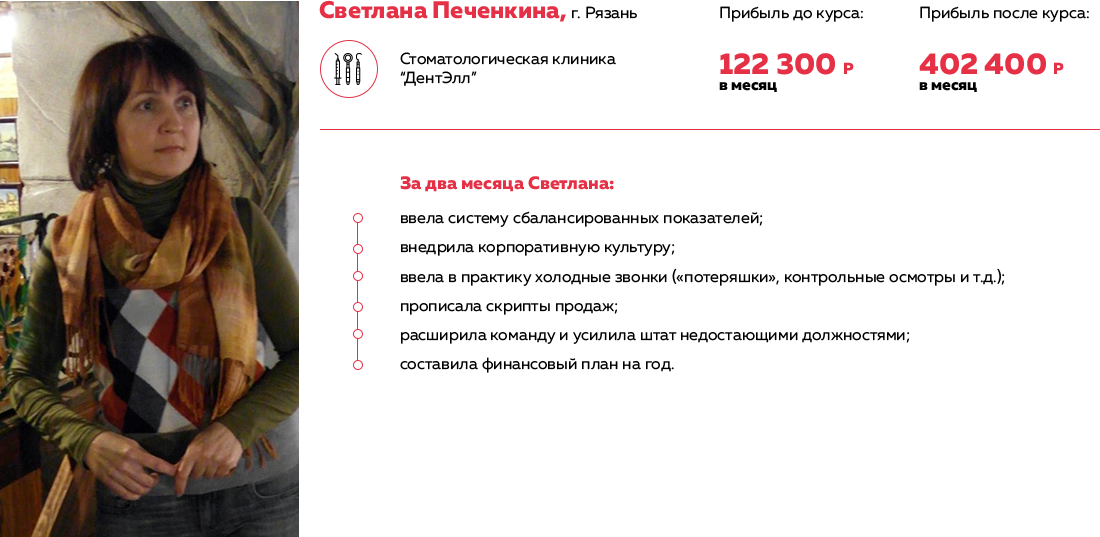 Светлана Печенкина, г. Рязань
Прибыль до курса:
Прибыль после курса:
Стоматологическая клиника
“ДентЭлл”
122 300 Р
в месяц
402 400 Р
в месяц
За два месяца Светлана:
ввела систему сбалансированных показателей;
внедрила корпоративную культуру;
ввела в практику холодные звонки («потеряшки», контрольные осмотры и т.д.);
прописала скрипты продаж;
расширила команду и усилила штат недостающими должностями;
составила финансовый план на год.